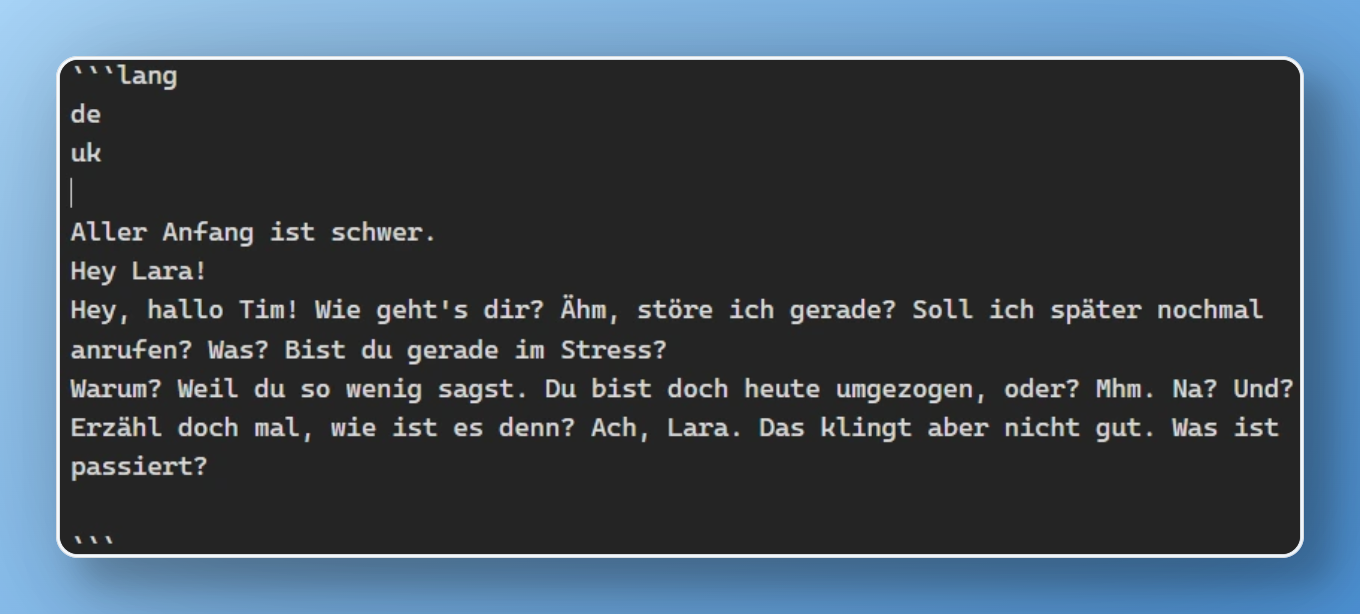 ```lang
de
uk
Aller Anfang ist schwer.
Hey Lara!
Hey, hallo Tim! Wie geht's dir? Ähm, störe ich gerade? Soll ich später nochmal
anrufen? Was? Bist du gerade im Stress?
Warum? Weil du so wenig sagst. Du bist doch heute umgezogen, oder? Mhm. Na? Und?
Erzähl doch mal, wie ist es denn? Ach, Lara. Das klingt aber nicht gut. Was ist
passiert?
```